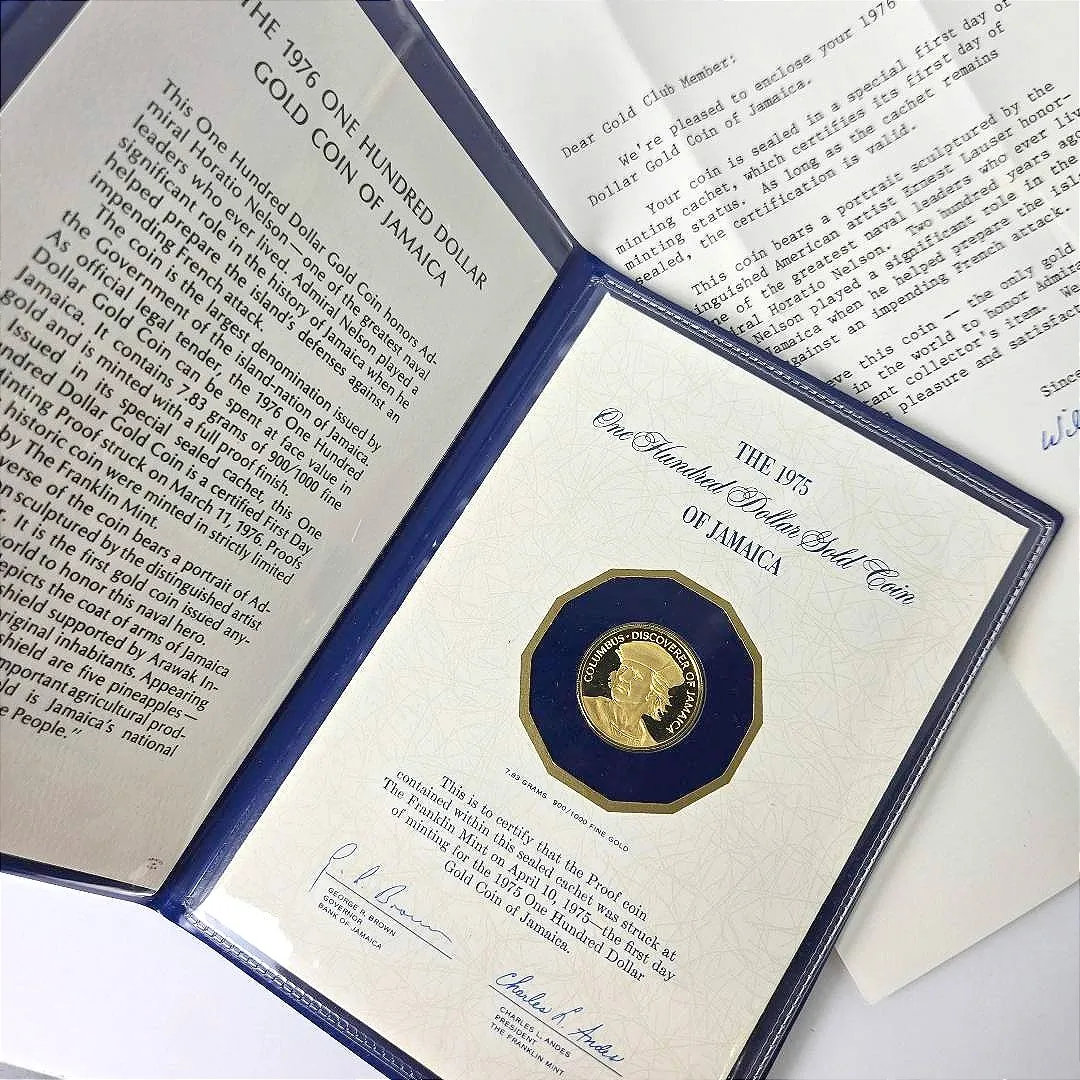 THE 1976 ONE HUNDRED DOLLAR
GOLD COIN OF JAMAICA
This One Hundred Dollar Gold Coin honors Ad-
miral Horatio Nelson—one of the greatest naval
leaders who ever lived. Admiral Nelson played a
significant role in the history of Jamaica when he
helped prepare the island's defenses against an
impending French attack.
The coin is the largest denomination issued by
the Government of the island-nation of Jamaica.
As official legal tender, the 1976 One Hundred
Dollar Gold Coin can be spent at face value in
Jamaica. It contains 7.83 grams of 900/1000 fine
gold and is minted with a full proof finish.
Issued in its special sealed cachet, this One
ndred Dollar Gold Coin is a certified First Day
inting Proof struck on March 11, 1976. Proofs
historic coin were minted in strictly limited
by The Franklin Mint.
verse of the coin bears a portrait of Ad-
n sculptured by the distinguished artist
. It is the first gold coin issued any-
orld to honor this naval hero.
epicts the coat of arms of Jamaica
shield supported by Arawak In-
riginal inhabitants. Appearing
shield are five pineapples—
mportant agricultural prod-
ld is Jamaica's national
e People."
Dear Gold Club Member:
We're pleased to enclose your 1976
Dollar Gold Coin of Jamaica.
Your coin is sealed in a special first day of
minting cachet, which certifies its first day of
minting status. As long as the cachet remains
sealed, the certification is valid.
This coin bears a portrait sculptured by the
inguished American artist Ernest Lauser honor-
ne of the greatest naval leaders who ever liv
iral Horatio Nelson. Two hundred years ago
Nelson played a significant role in the
Jamaica when he helped prepare the isl
against an impending French attack.
eve this coin — the only gold
in the world to honor Admira
ant collector's item. We
pleasure and satisfact
Since
THE 1975
One Hundred Dollar Gold Coin
OF JAMAICA
COLUMBUS · DISCOVERER OF JAMAICA
7.83 GRAMS 900/1000 FINE GOLD
This is to certify that the Proof coin
contained within this sealed cachet was struck at
The Franklin Mint on April 10, 1975—the first day
of minting for the 1975 One Hundred Dollar
Gold Coin of Jamaica.
G. R. Brown
GEORGE R. BROWN
GOVERNOR
BANK OF JAMAICA
Charles L. Andes
CHARLES L. ANDES
PRESIDENT
THE FRANKLIN MINT